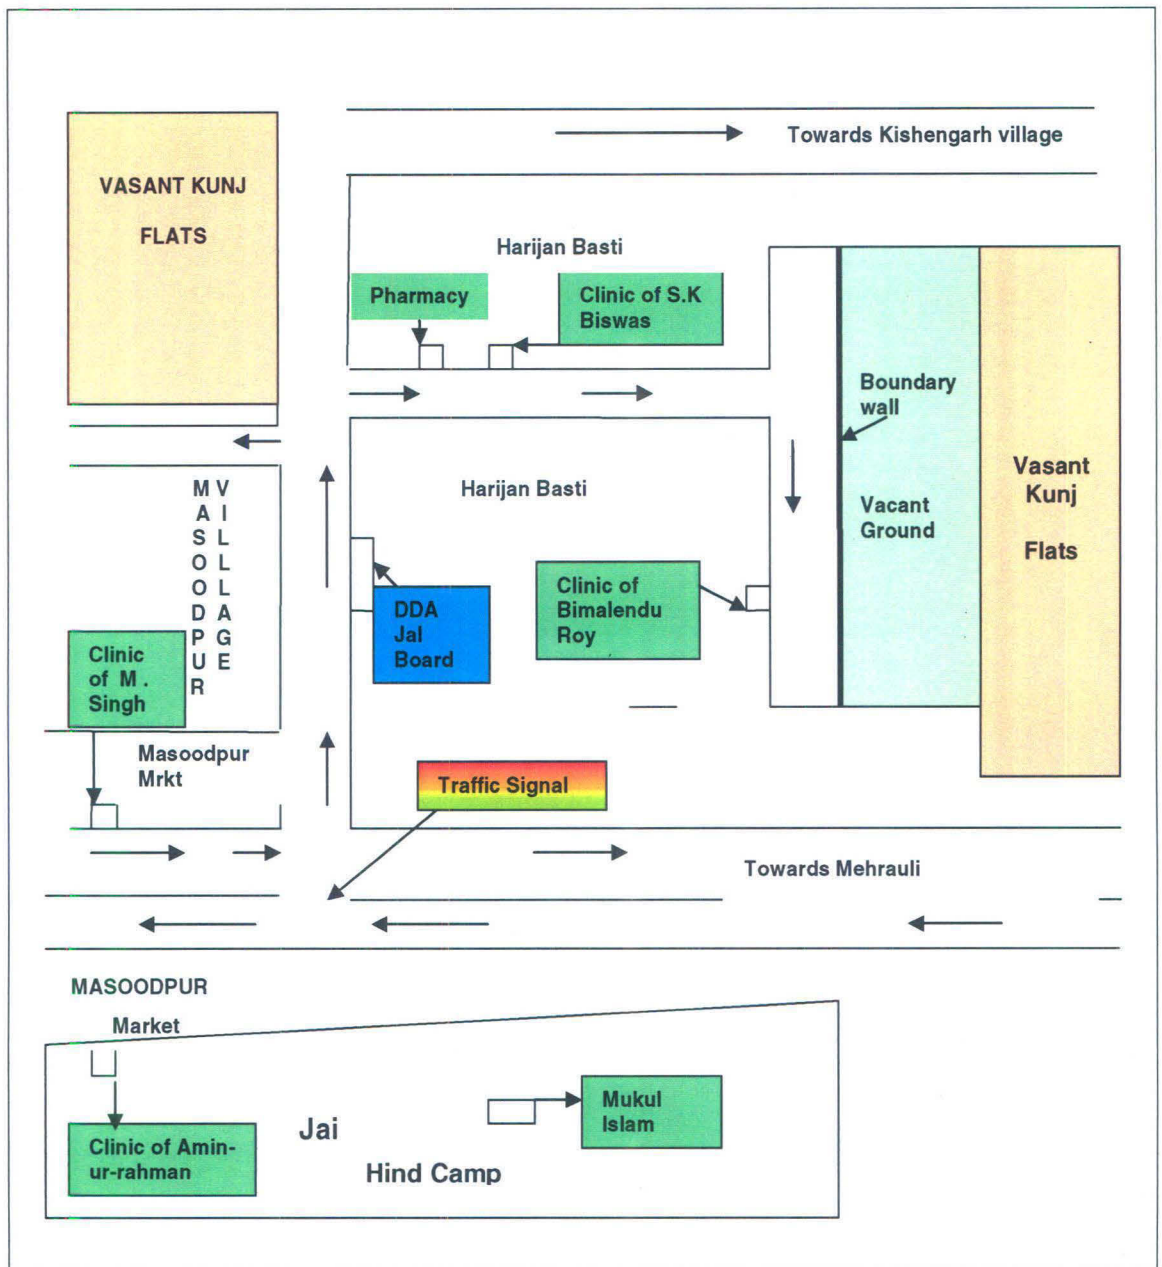 Towards Kishengarh village
VASANT KUNJ
FLATS
Harijan Basti
Pharmacy
Clinic of S.K
Biswas
Boundary
wall
Vasant
Kunj
Flats
Harijan Basti
Vacant
Ground
MASOODPUR
VILLLAGE
Clinic of
Bimalendu
Roy
DDA
Jal
Board
Clinic
of M .
Singh
Masoodpur
Mrkt
Traffic Signal
Towards Mehrauli
MASOODPUR
Market
Mukul
Islam
Jai
Clinic of Amin-
ur-rahman
Hind Camp